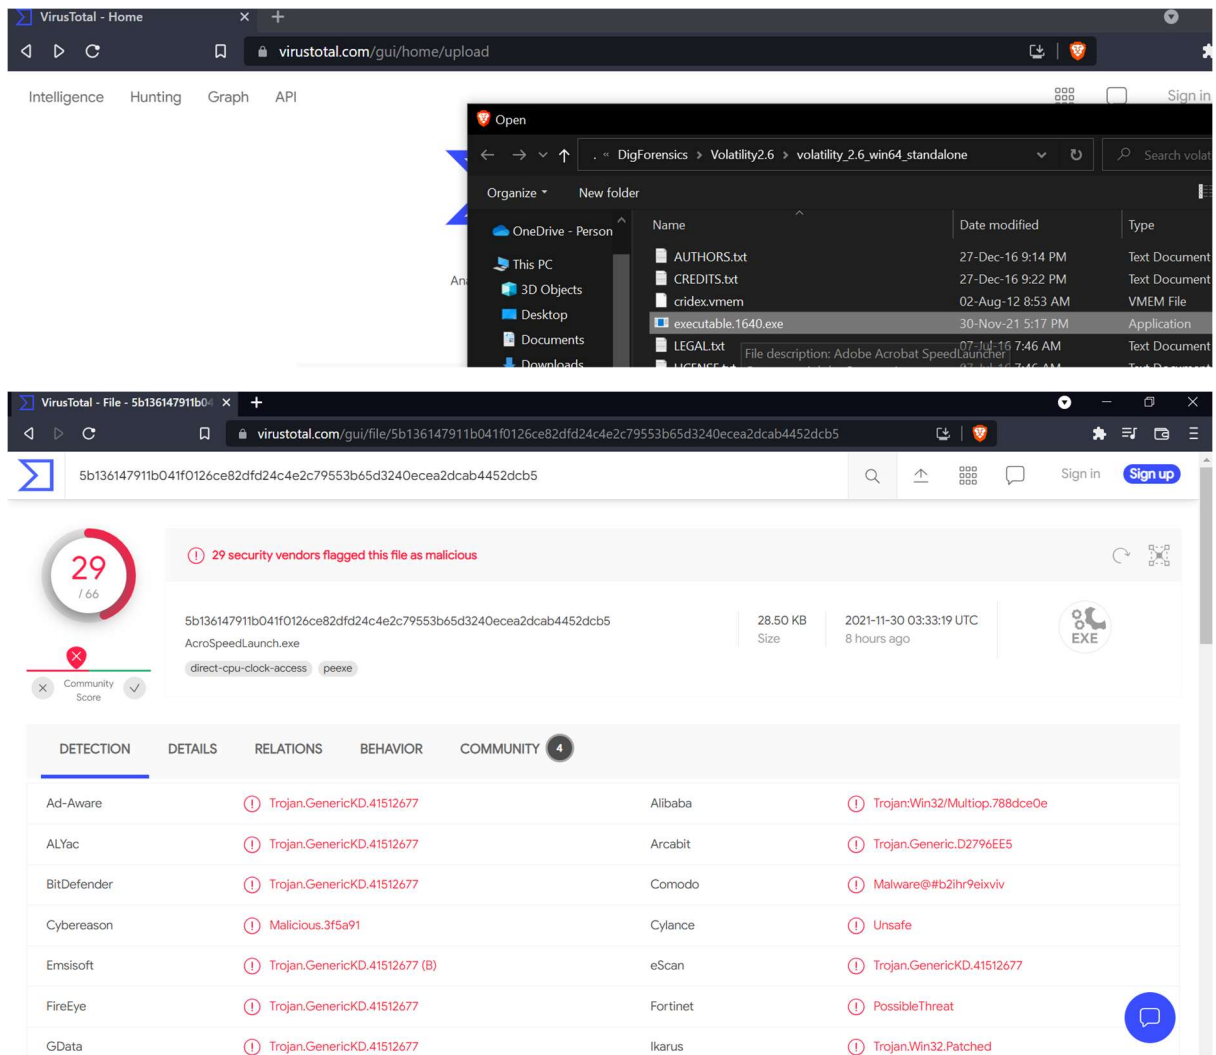 VirusTotal - Home
virustotal.com/gui/home/upload
Intelligence Hunting Graph API Sign in
Open
. « DigForensics › Volatility2.6 › volatility_2.6_win64_standalone Search volat
Organize New folder
OneDrive - Person Name Date modified Type
This PC AUTHORS.txt 27-Dec-16 9:14 PM Text Document
3D Objects CREDITS.txt 27-Dec-16 9:22 PM Text Document
Desktop cridex.vmem 02-Aug-12 8:53 AM VMEM File
Documents executable.1640.exe 30-Nov-21 5:17 PM Application
Downloads LEGAL.txt 07-Jul-16 7:46 AM Text Document
File description: Adobe Acrobat SpeedLauncher
VirusTotal - File - 5b136147911b04
virustotal.com/gui/file/5b136147911b041f0126ce82dfd24c4e2c79553b65d3240ecea2dcab4452dcb5
5b136147911b041f0126ce82dfd24c4e2c79553b65d3240ecea2dcab4452dcb5 Sign in Sign up
29
/ 66
29 security vendors flagged this file as malicious
5b136147911b041f0126ce82dfd24c4e2c79553b65d3240ecea2dcab4452dcb5 28.50 KB 2021-11-30 03:33:19 UTC
AcroSpeedLaunch.exe Size 8 hours ago EXE
direct-cpu-clock-access peexe
Community
Score
DETECTION DETAILS RELATIONS BEHAVIOR COMMUNITY 4
Ad-Aware Trojan.GenericKD.41512677 Alibaba Trojan:Win32/Multiop.788dce0e
ALYac Trojan.GenericKD.41512677 Arcabit Trojan.Generic.D2796EE5
BitDefender Trojan.GenericKD.41512677 Comodo Malware@#b2ihr9eixviv
Cybereason Malicious.3f5a91 Cylance Unsafe
Emsisoft Trojan.GenericKD.41512677 (B) eScan Trojan.GenericKD.41512677
FireEye Trojan.GenericKD.41512677 Fortinet PossibleThreat
GData Trojan.GenericKD.41512677 Ikarus Trojan.Win32.Patched